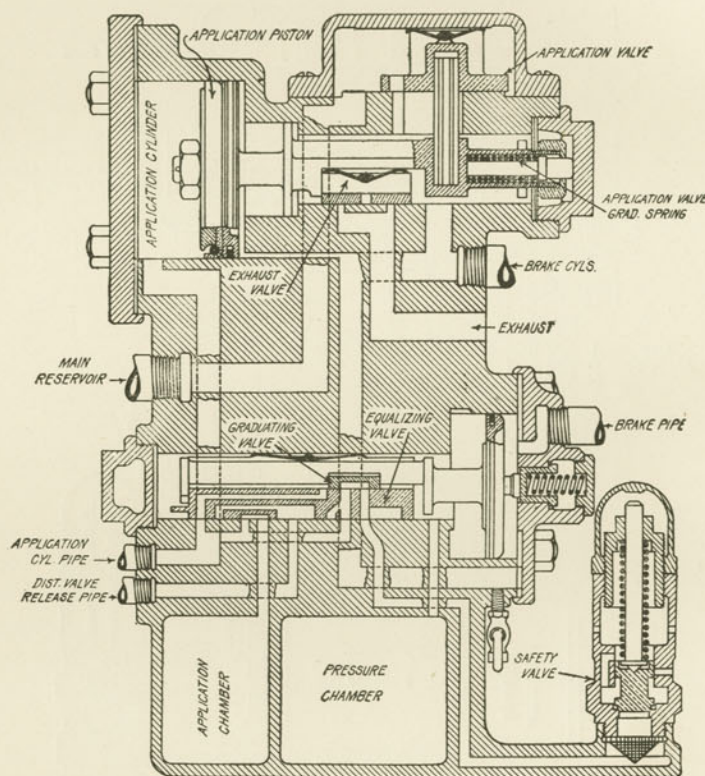 APPLICATION PISTON
APPLICATION VALVE
APPLICATION CYLINDER
APPLICATION VALVE
GRAD. SPRING
EXHAUST
VALVE
BRAKE CYLS.
EXHAUST
MAIN
RESERVOIR
GRADUATING
VALVE
EQUALIZING
VALVE
BRAKE PIPE
APPLICATION
CYL. PIPE
DIST. VALVE
RELEASE PIPE
SAFETY
VALVE
APPLICATION
CHAMBER
PRESSURE
CHAMBER